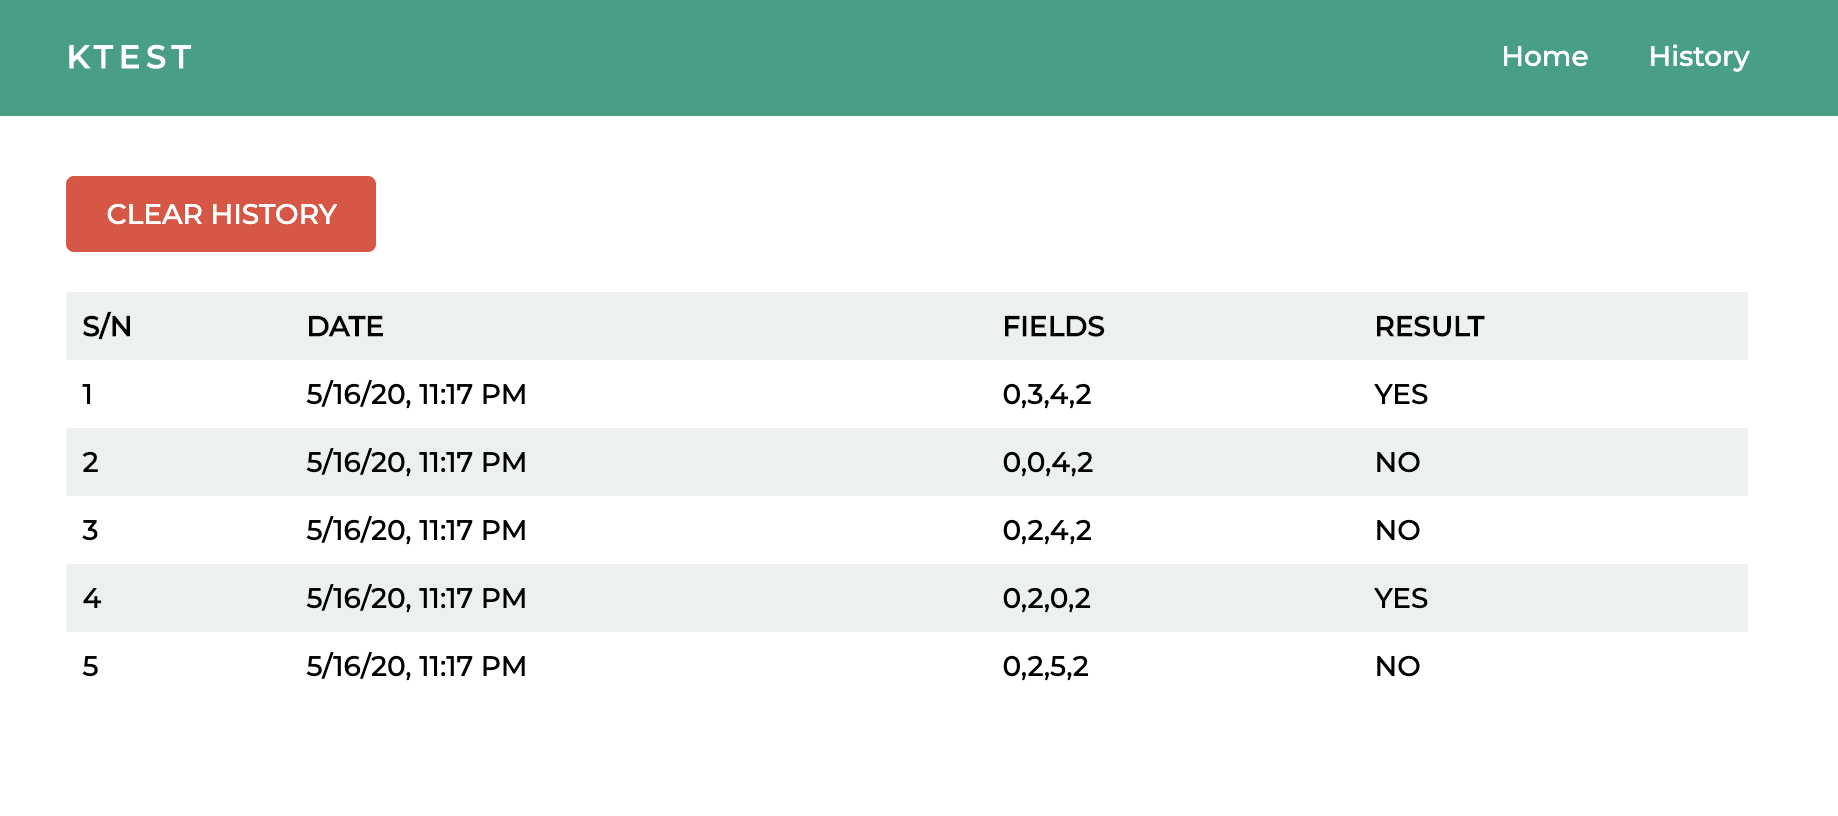 KTEST Home History
CLEAR HISTORY
S/N DATE FIELDS RESULT
1 5/16/20, 11:17 PM 0,3,4,2 YES
2 5/16/20, 11:17 PM 0,0,4,2 NO
3 5/16/20, 11:17 PM 0,2,4,2 NO
4 5/16/20, 11:17 PM 0,2,0,2 YES
5 5/16/20, 11:17 PM 0,2,5,2 NO